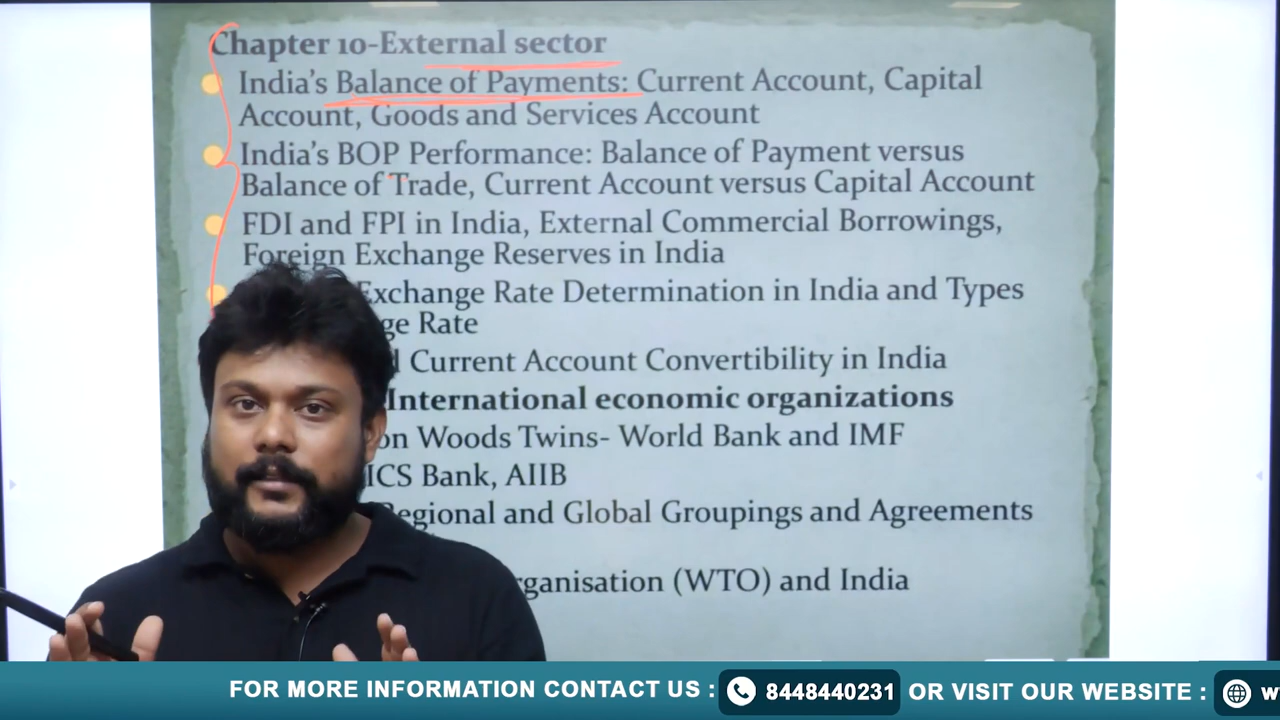 Chapter 10-External sector
India's Balance of Payments: Current Account, Capital
Account, Goods and Services Account
India's BOP Performance: Balance of Payment versus
Balance of Trade, Current Account versus Capital Account
FDI and FPI in India, External Commercial Borrowings,
Foreign Exchange Reserves in India
Exchange Rate Determination in India and Types
Rate
Current Account Convertibility in India
International economic organizations
Woods Twins- World Bank and IMF
Bank, AIIB
Regional and Global Groupings and Agreements
(WTO) and India
FOR MORE INFORMATION CONTACT US : 8448440231 OR VISIT OUR WEBSITE :